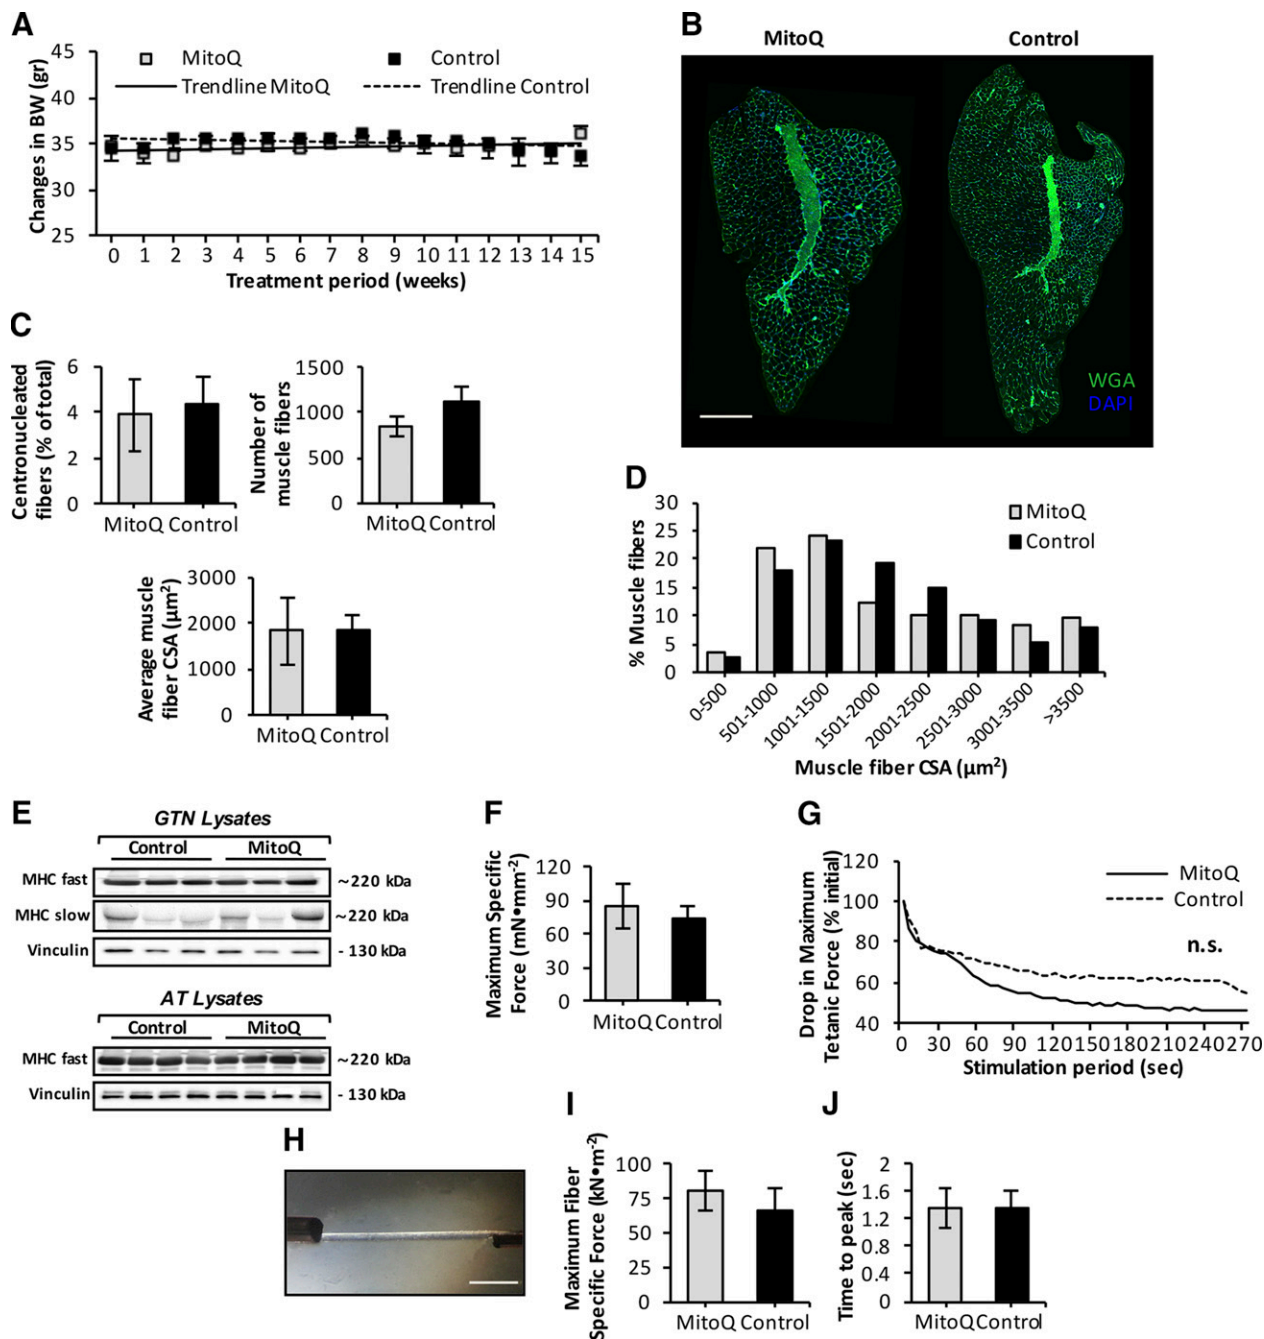 A
Changes in BW (gr)
45
40
35
30
25
MitoQ
Control
Trendline MitoQ
Trendline Control
0 1 2 3 4 5 6 7 8 9 10 11 12 13 14 15
Treatment period (weeks)
B
MitoQ Control
WGA
DAPI
C
Centronucleated
fibers (% of total)
6
4
2
0
MitoQ Control
Number of
muscle fibers
1500
1000
500
0
MitoQ Control
Average muscle
fiber CSA (µm²)
3000
2000
1000
0
MitoQ Control
D
% Muscle fibers
30
25
20
15
10
5
0
MitoQ
Control
0-500 501-1000 1001-1500 1501-2000 2001-2500 2501-3000 3001-3500 >3500
Muscle fiber CSA (µm²)
E
GTN Lysates
Control MitoQ
MHC fast ~220 kDa
MHC slow ~220 kDa
Vinculin - 130 kDa
AT Lysates
Control MitoQ
MHC fast ~220 kDa
Vinculin - 130 kDa
F
Maximum Specific
Force (mN•mm⁻²)
120
90
60
30
0
MitoQ Control
G
Drop in Maximum
Tetanic Force (% initial)
120
100
80
60
40
MitoQ
Control
n.s.
0 30 60 90 120 150 180 210 240 270
Stimulation period (sec)
H
I
Maximum Fiber
Specific Force (kN•m⁻²)
100
75
50
25
0
MitoQ Control
J
Time to peak (sec)
2
1.6
1.2
0.8
0.4
0
MitoQ Control